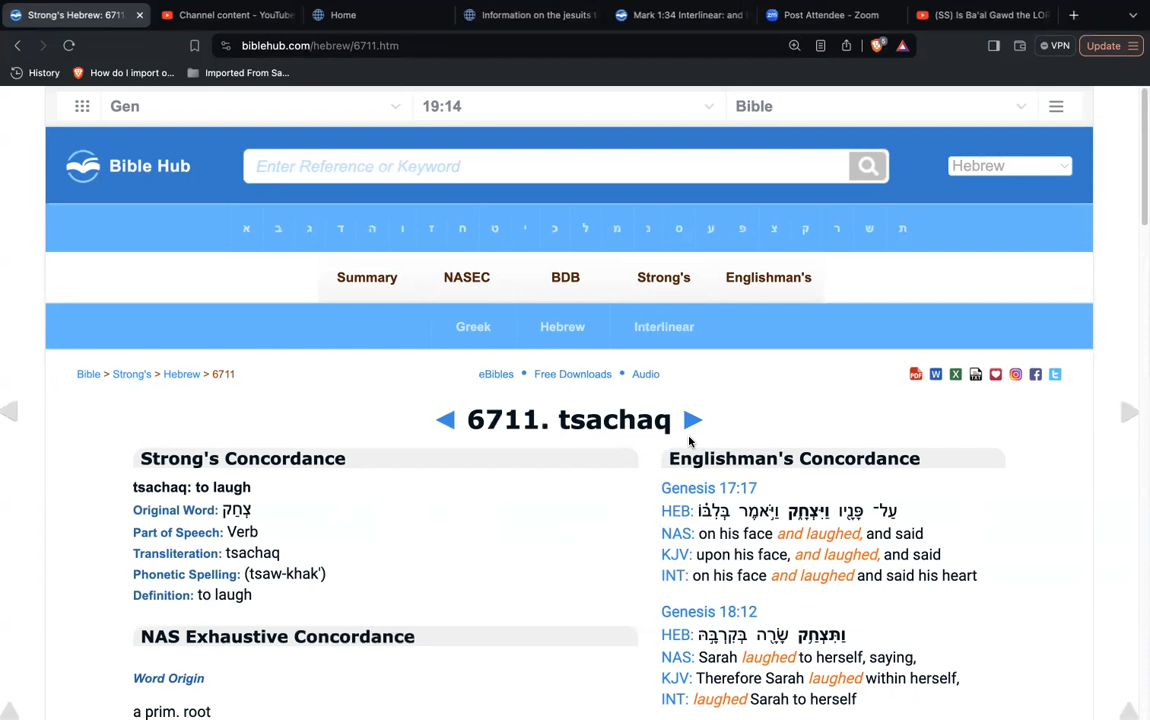 Strong's Hebrew: 6711
Channel content - YouTube
Home
Information on the jesuits
Mark 1:34 Interlinear: and
Post Attendee - Zoom
(SS) Is Ba'al Gawd the LOR
biblehub.com/hebrew/6711.htm
VPN
Update
History
How do I import o...
Imported From Sa...
Gen
19:14
Bible
Bible Hub
Enter Reference or Keyword
Hebrew
א ב ג ד ה ו ז ח ט י כ ל מ נ ס ע פ צ ק ר ש ת
Summary
NASEC
BDB
Strong's
Englishman's
Greek
Hebrew
Interlinear
Bible > Strong's > Hebrew > 6711
eBibles • Free Downloads • Audio
6711. tsachaq
Strong's Concordance
tsachaq: to laugh
Original Word: צָחַק
Part of Speech: Verb
Transliteration: tsachaq
Phonetic Spelling: (tsaw-khak')
Definition: to laugh
NAS Exhaustive Concordance
Word Origin
a prim. root
Englishman's Concordance
Genesis 17:17
HEB: עַל־ פָּנָ֖יו וַיִּצְחָ֑ק וַיֹּ֣אמֶר בְּלִבּ֗וֹ
NAS: on his face and laughed, and said
KJV: upon his face, and laughed, and said
INT: on his face and laughed and said his heart
Genesis 18:12
HEB: וַתִּצְחַ֥ק שָׂרָ֖ה בְּקִרְבָּ֣הּ
NAS: Sarah laughed to herself, saying,
KJV: Therefore Sarah laughed within herself,
INT: laughed Sarah to herself